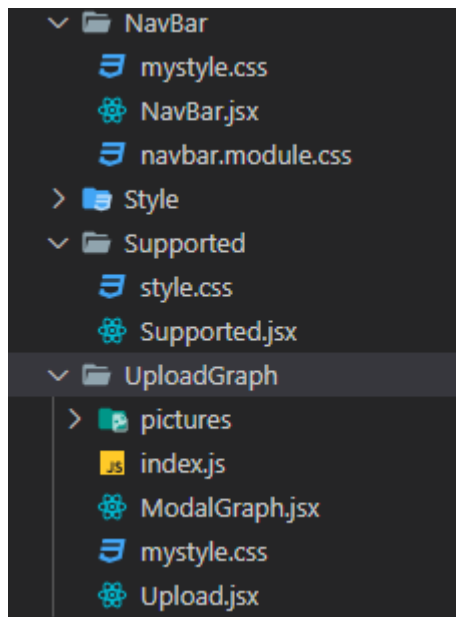 NavBar
mystyle.css
NavBar.jsx
navbar.module.css
Style
Supported
style.css
Supported.jsx
UploadGraph
pictures
JS index.js
ModalGraph.jsx
mystyle.css
Upload.jsx